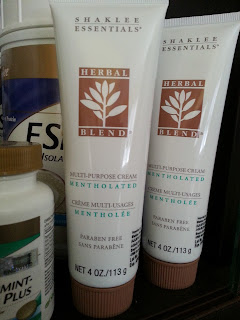 SHAKLEE
ESSENTIALS®
HERBAL
BLEND®
MULTI-PURPOSE CREAM
MENTHOLATED
CRÈME MULTI-USAGES
MENTHOLÉE
PARABEN FREE
SANS PARABÈNE
NET 4 OZ./113 g
SHAKLEE
ESSENTIALS®
HERBAL
BLEND®
MULTI-PURPOSE CREAM
MENTHOLATED
CRÈME MULTI-USAGES
MENTHOLÉE
PARABEN FREE
SANS PARABÈNE
NET 4 OZ./113 g
MINT-
PLUS